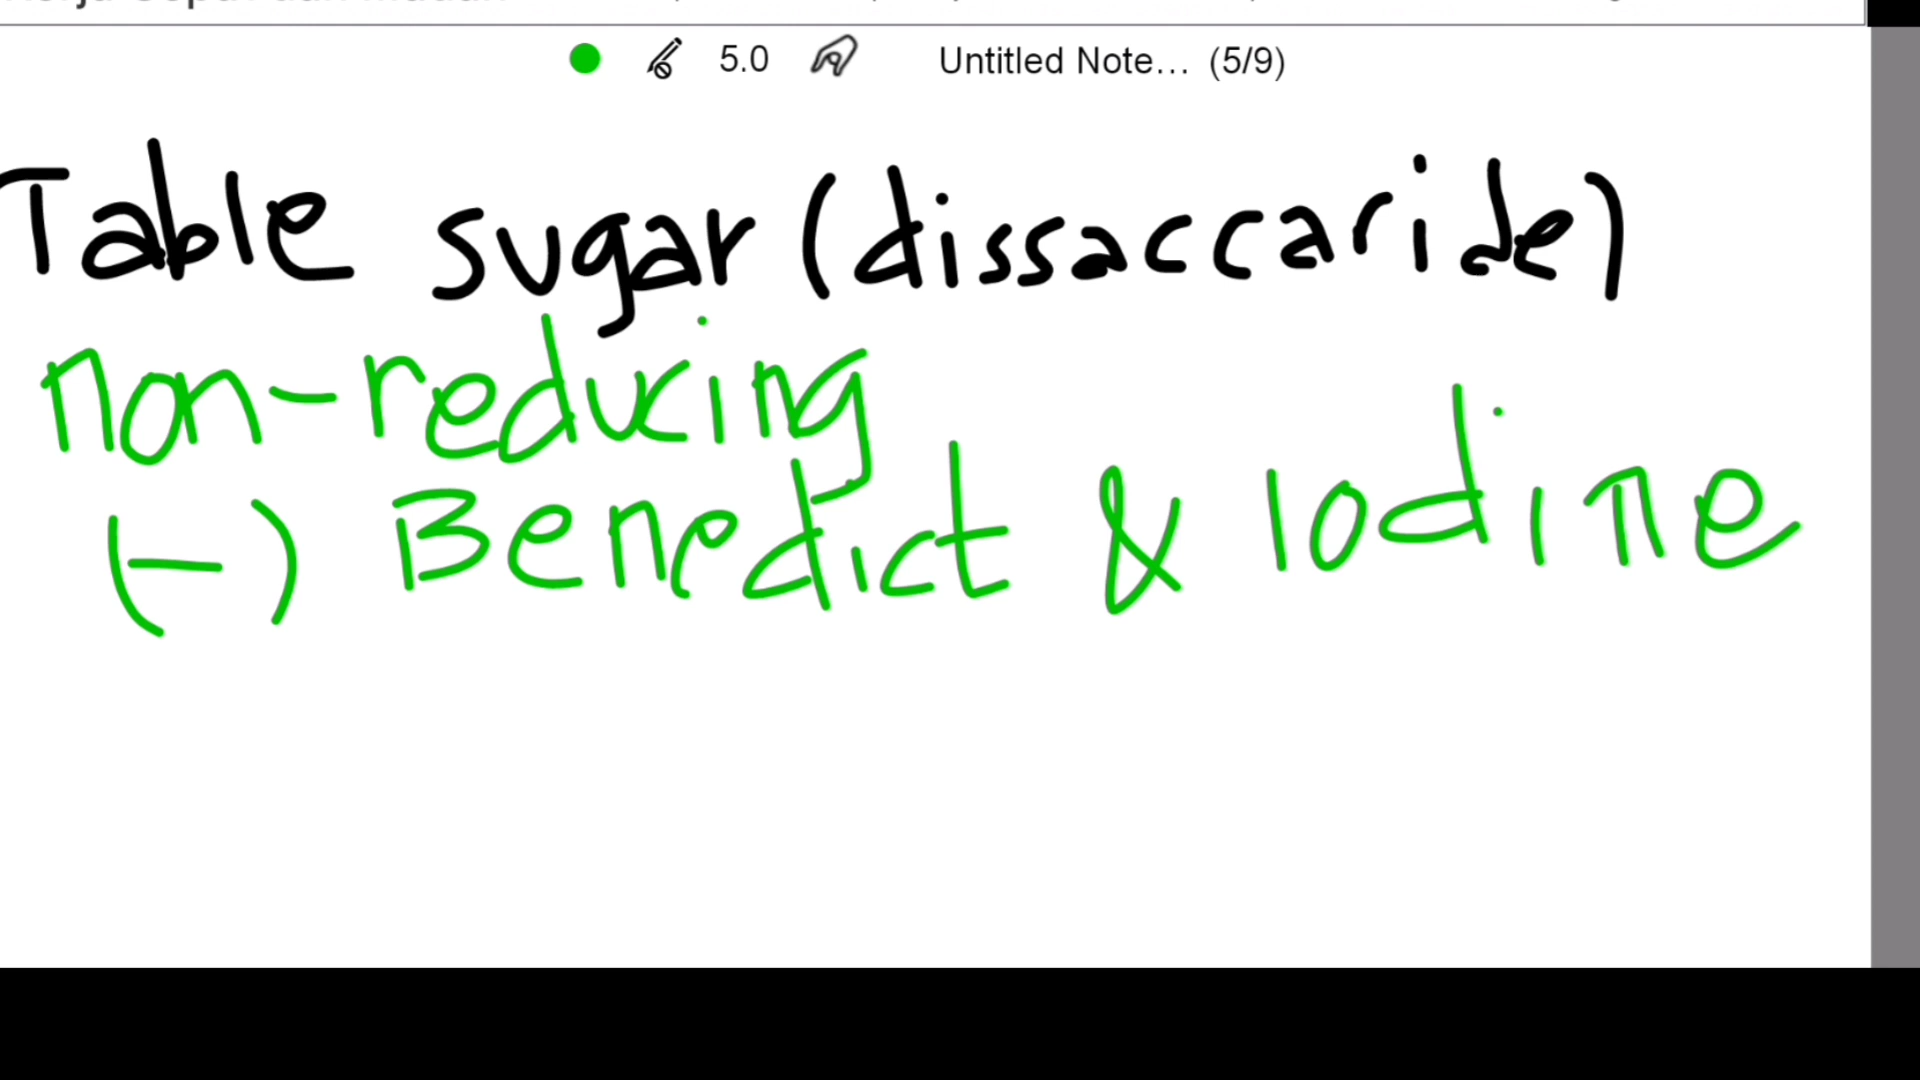 5.0 Untitled Note... (5/9)
Table sugar (dissaccaride)
non-reducing
(-) Benedict & Iodine